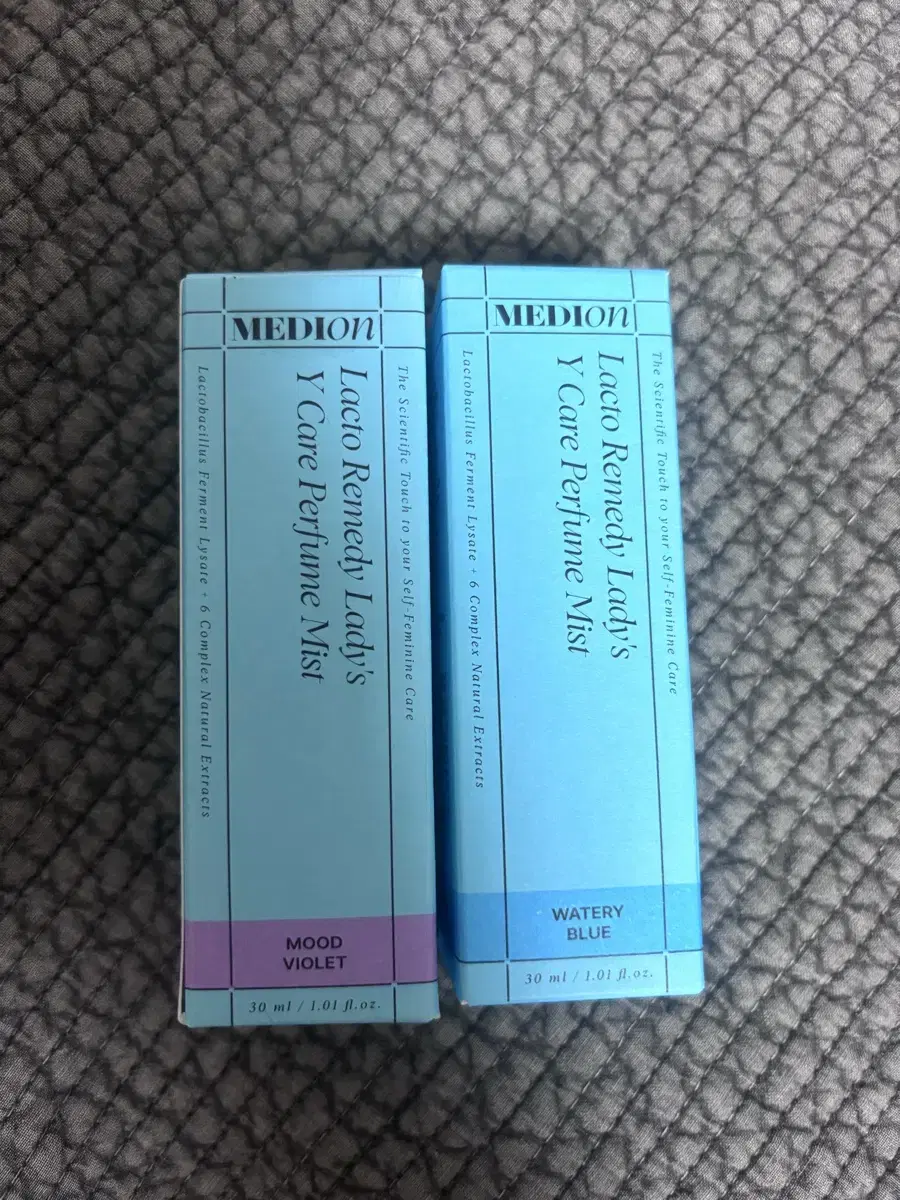 MEDION
The Scientific Touch to your Self-Feminine Care
Lacto Remedy Lady's
Y Care Perfume Mist
Lactobacillus Ferment Lysate + 6 Complex Natural Extracts
MOOD
VIOLET
30 ml / 1.01 fl.oz.
MEDION
The Scientific Touch to your Self-Feminine Care
Lacto Remedy Lady's
Y Care Perfume Mist
Lactobacillus Ferment Lysate + 6 Complex Natural Extracts
WATERY
BLUE
30 ml / 1.01 fl.oz.